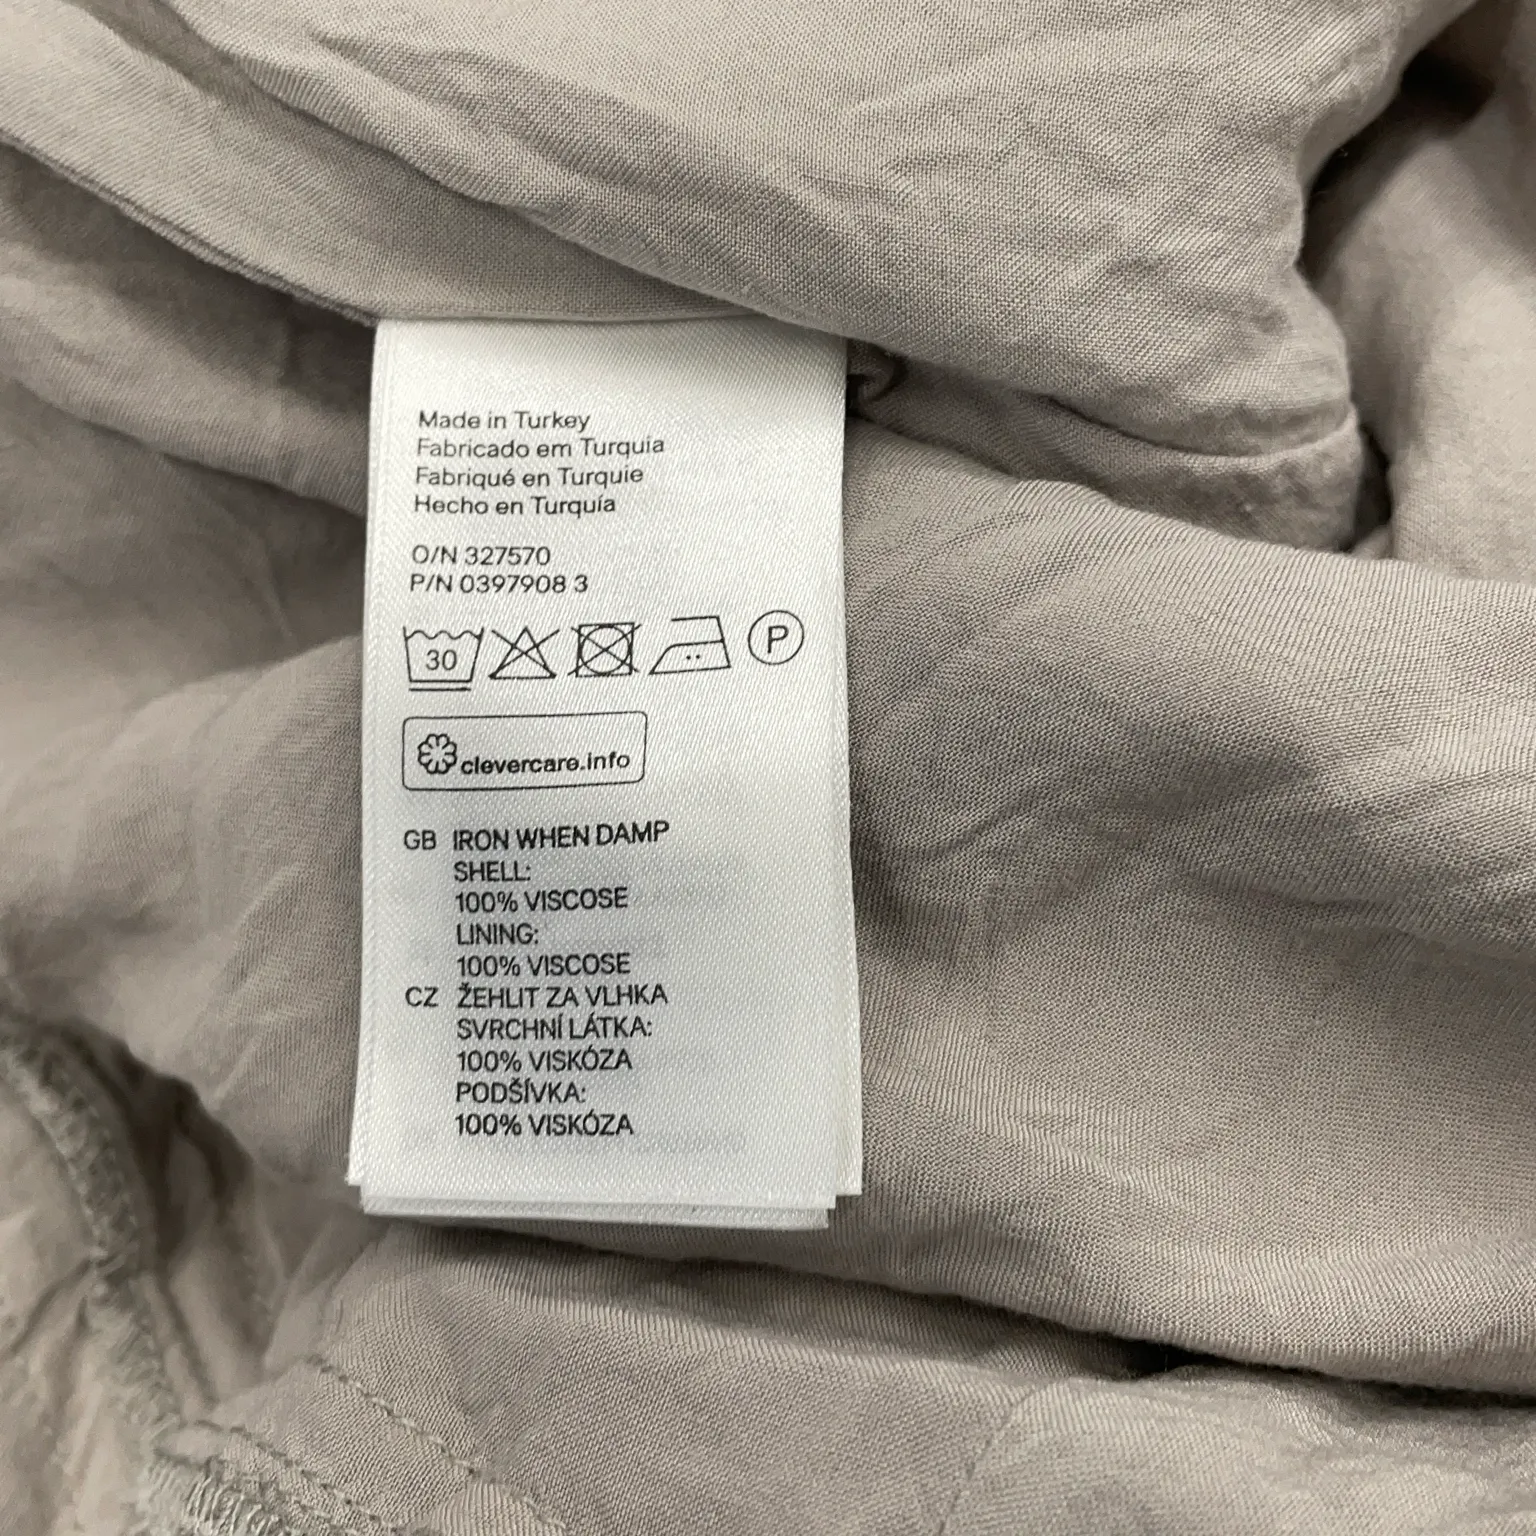 Made in Turkey
Fabricado em Turquia
Fabriqué en Turquie
Hecho en Turquía
O/N 327570
P/N 0397908 3
30 P
clevercare.info
GB IRON WHEN DAMP
SHELL:
100% VISCOSE
LINING:
100% VISCOSE
CZ ŽEHLIT ZA VLHKA
SVRCHNÍ LÁTKA:
100% VISKÓZA
PODŠÍVKA:
100% VISKÓZA